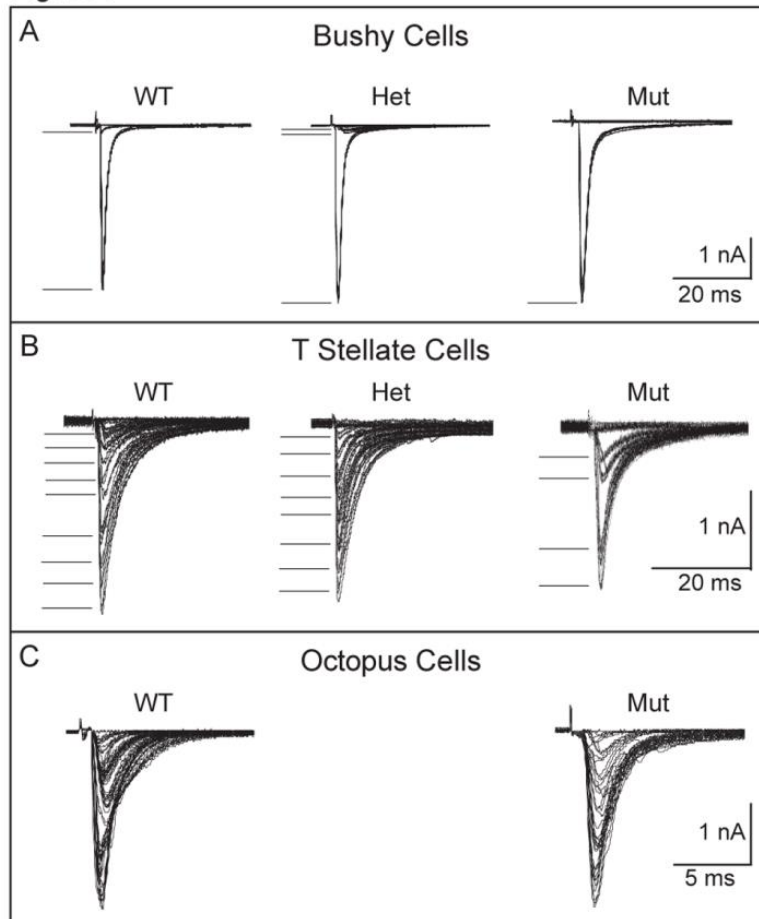 A
Bushy Cells
WT Het Mut
1 nA
20 ms
B
T Stellate Cells
WT Het Mut
1 nA
20 ms
C
Octopus Cells
WT Mut
1 nA
5 ms